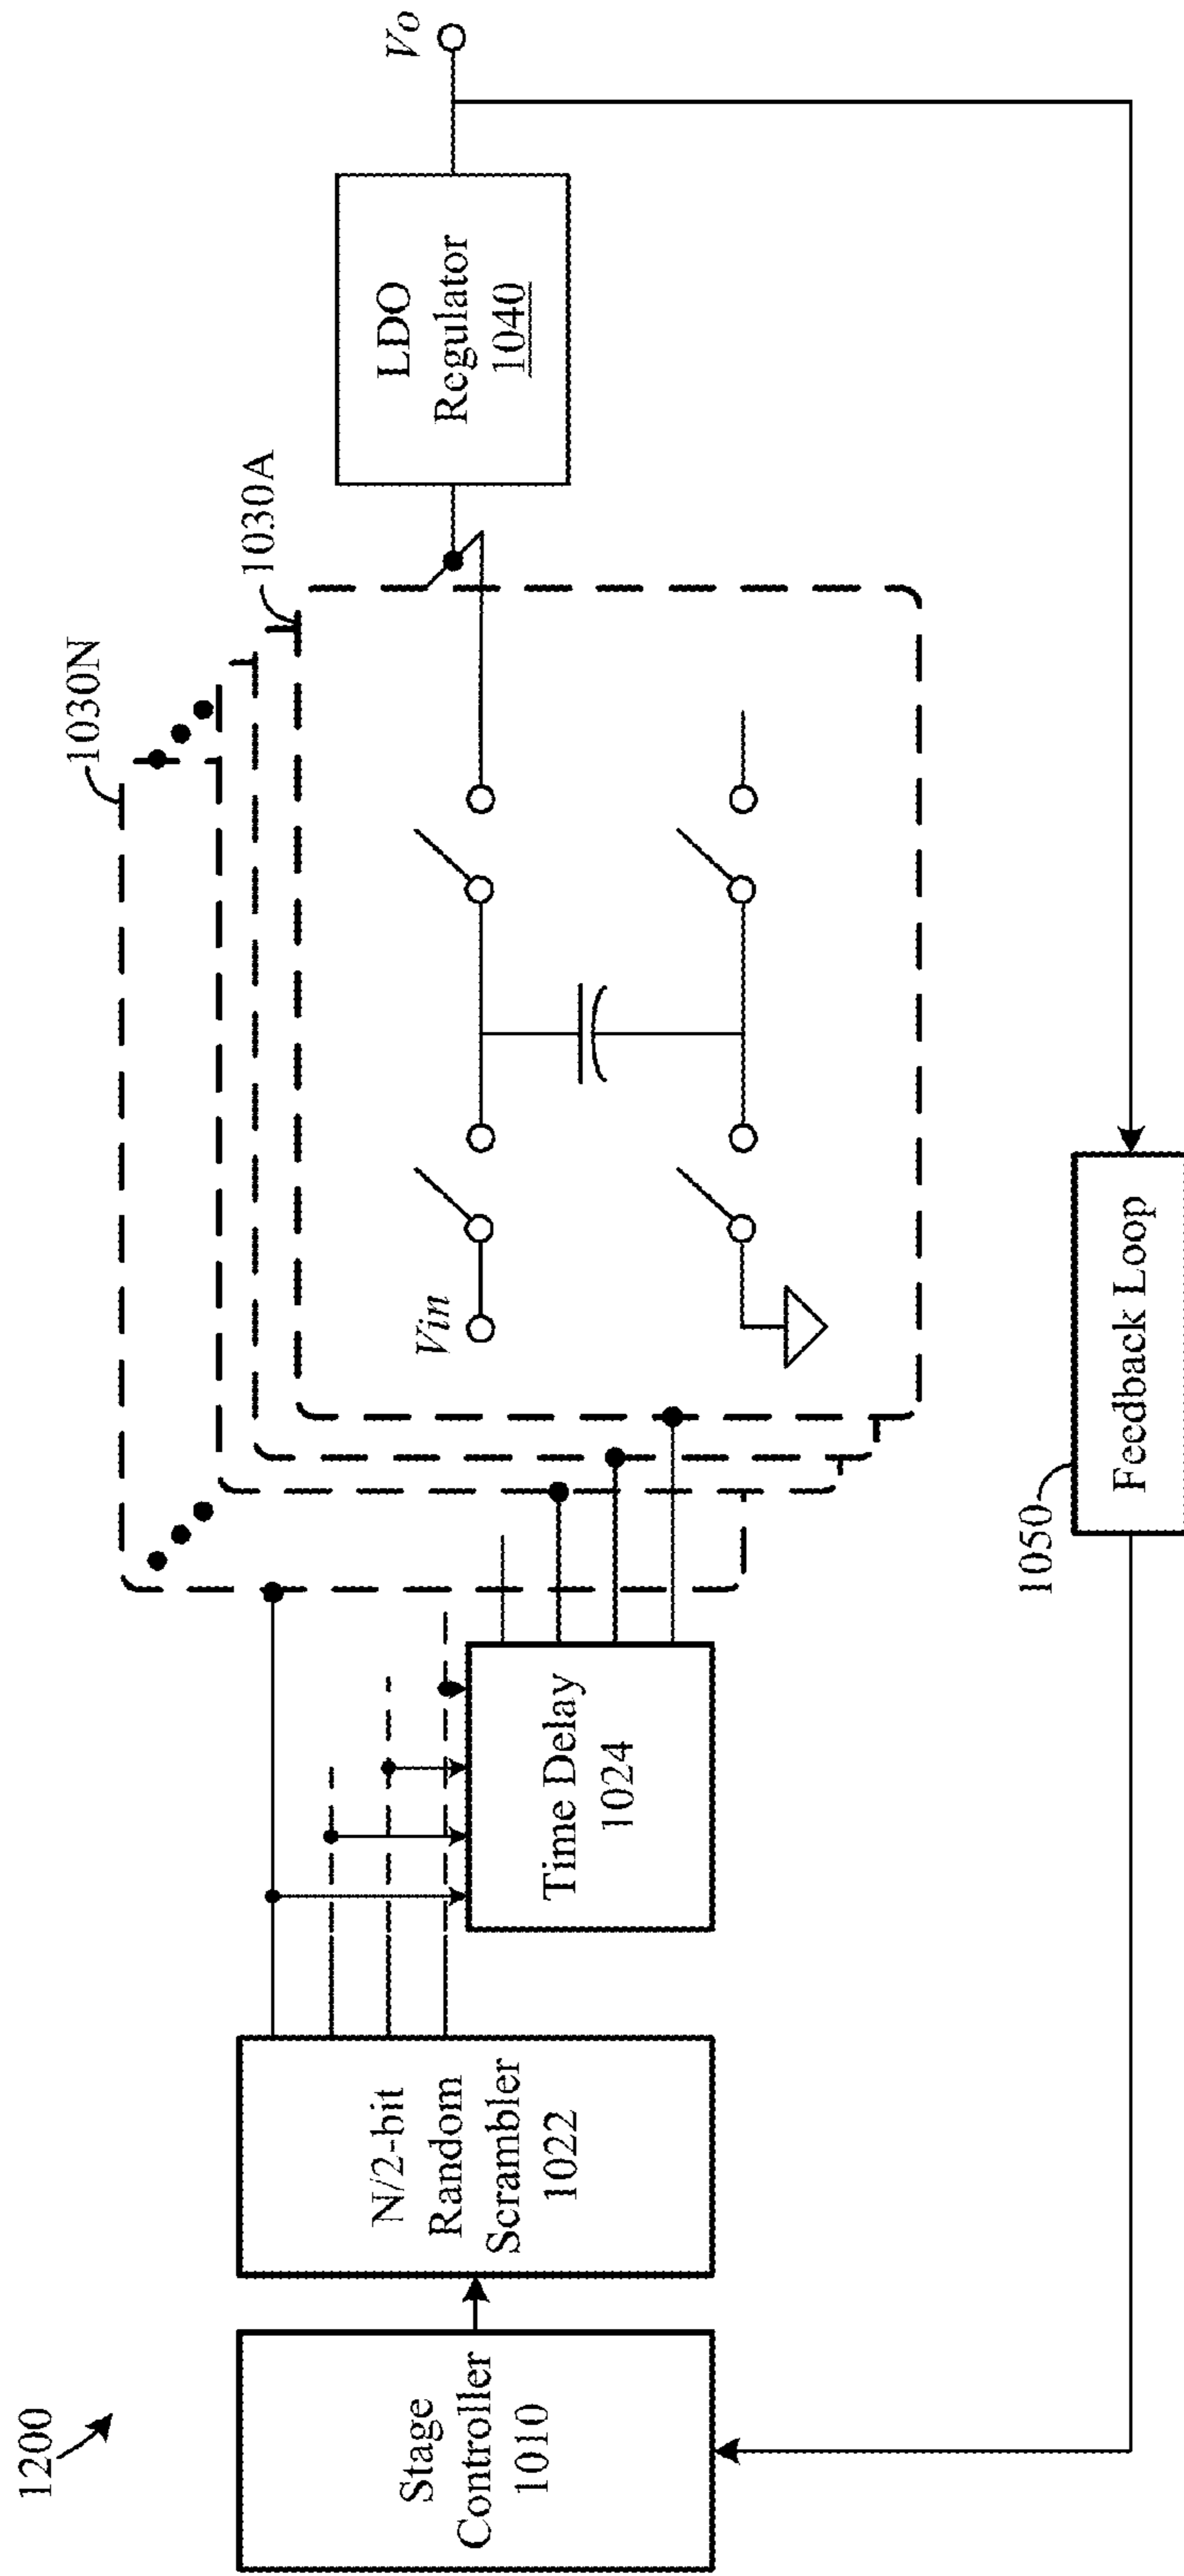 1200
Stage
Controller
1010
N/2-bit
Random
Scrambler
1022
Time Delay
1024
1030N
1030A
Vin
LDO
Regulator
1040
Vo
1050
Feedback Loop